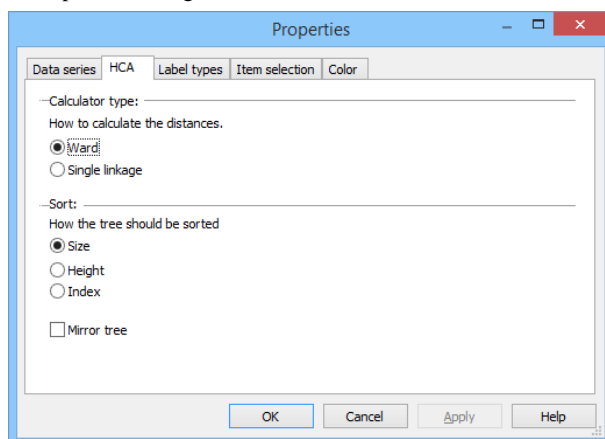 Properties
Data series HCA Label types Item selection Color
Calculator type:
How to calculate the distances.
Ward
Single linkage
Sort:
How the tree should be sorted
Size
Height
Index
Mirror tree
OK Cancel Apply Help